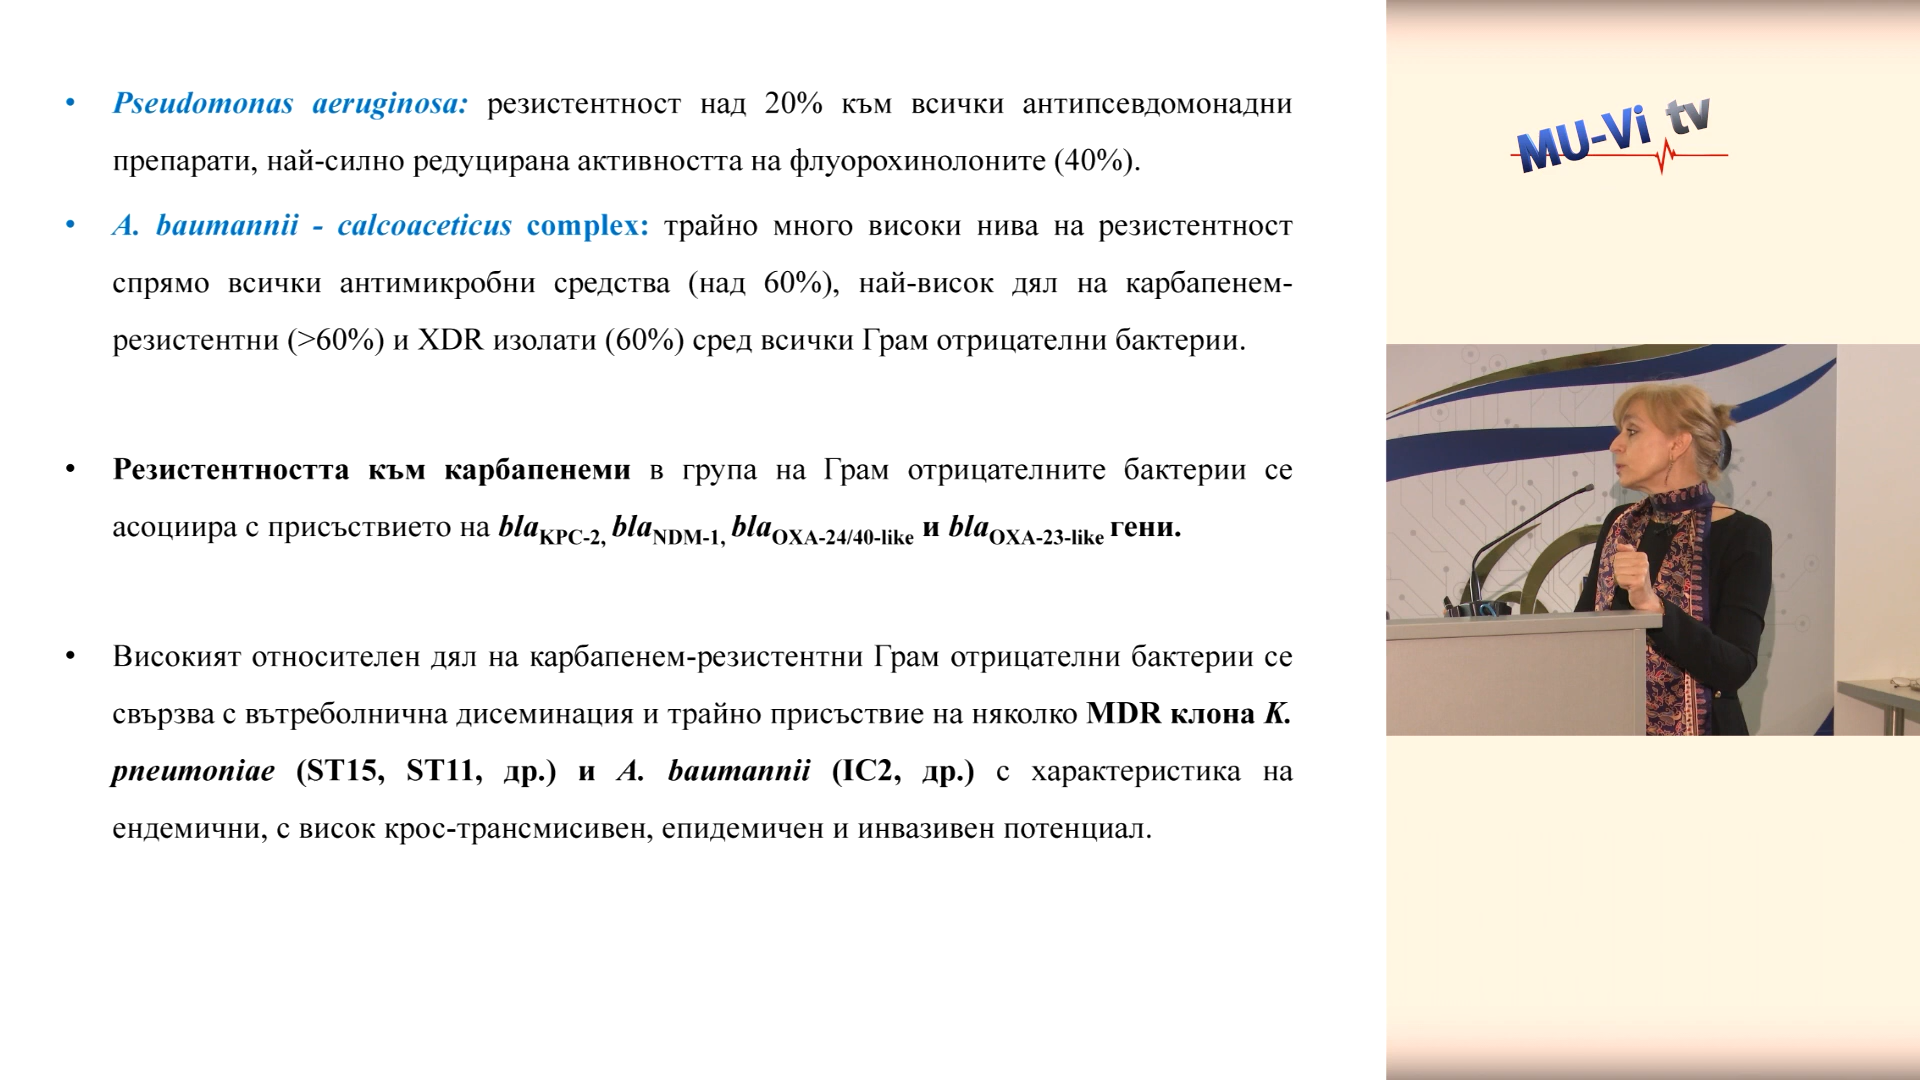 • Pseudomonas aeruginosa: резистентност над 20% към всички антипсевдомонадни
препарати, най-силно редуцирана активността на флуорохинолоните (40%).
• A. baumannii - calcoaceticus complex: трайно много високи нива на резистентност
спрямо всички антимикробни средства (над 60%), най-висок дял на карбапенем-
резистентни (>60%) и XDR изолати (60%) сред всички Грам отрицателни бактерии.
• Резистентността към карбапенеми в група на Грам отрицателните бактерии се
асоциира с присъствието на blaKPC-2, blaNDM-1, blaOXA-24/40-like и blaOXA-23-like гени.
• Високият относителен дял на карбапенем-резистентни Грам отрицателни бактерии се
свързва с вътреболнична дисеминация и трайно присъствие на няколко MDR клона K.
pneumoniae (ST15, ST11, др.) и A. baumannii (IC2, др.) с характеристика на
ендемични, с висок крос-трансмисивен, епидемичен и инвазивен потенциал.
MU-Vi tv